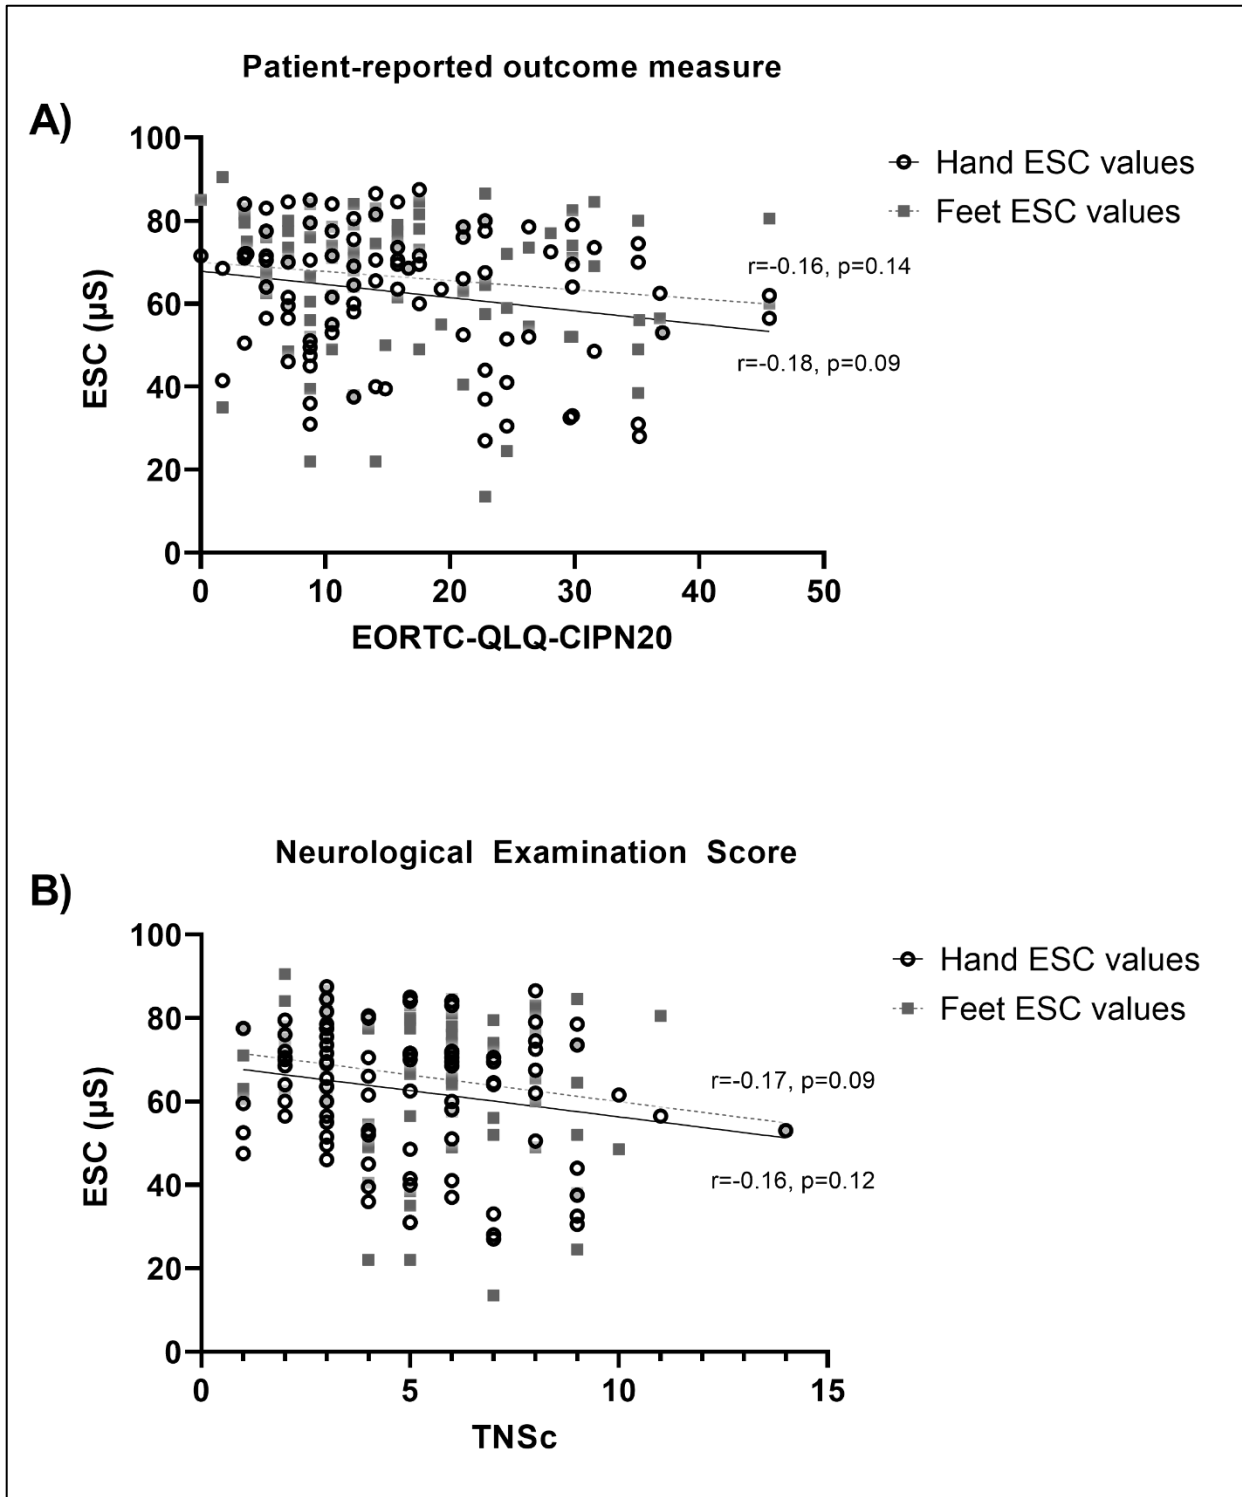 Patient-reported outcome measure
A)
100
80
60
40
20
0
ESC (µS)
0 10 20 30 40 50
EORTC-QLQ-CIPN20
Hand ESC values
Feet ESC values
r=-0.16, p=0.14
r=-0.18, p=0.09
Neurological Examination Score
B)
100
80
60
40
20
0
ESC (µS)
0 5 10 15
TNSc
Hand ESC values
Feet ESC values
r=-0.17, p=0.09
r=-0.16, p=0.12